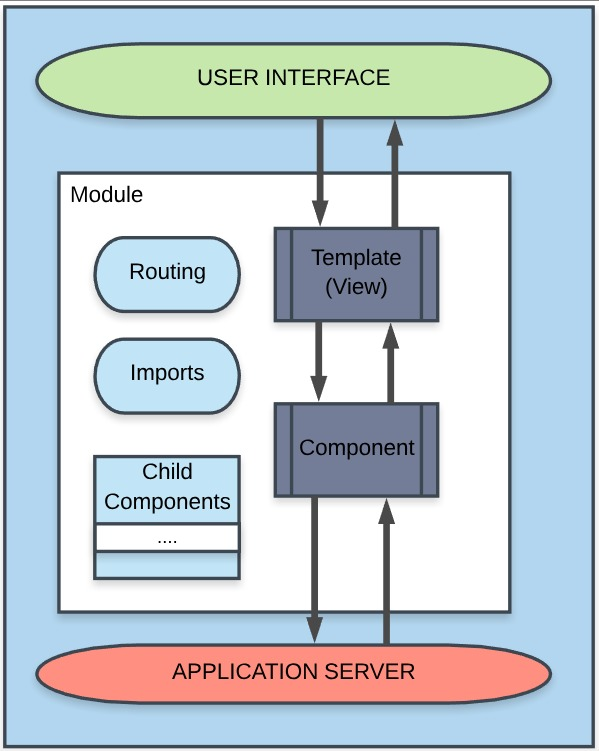 USER INTERFACE
Module
Routing
Template
(View)
Imports
Component
Child
Components
....
APPLICATION SERVER